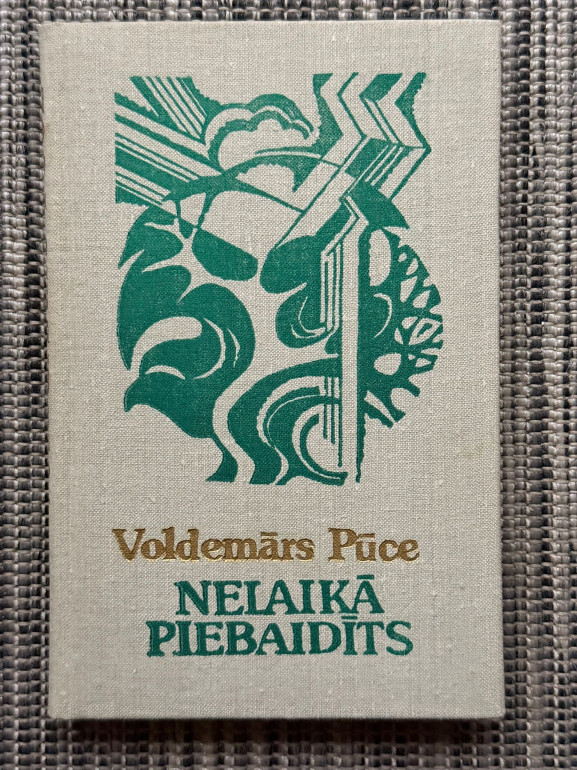 Voldemārs Pūce
NELAIKĀ
PIEBAIDĪTS